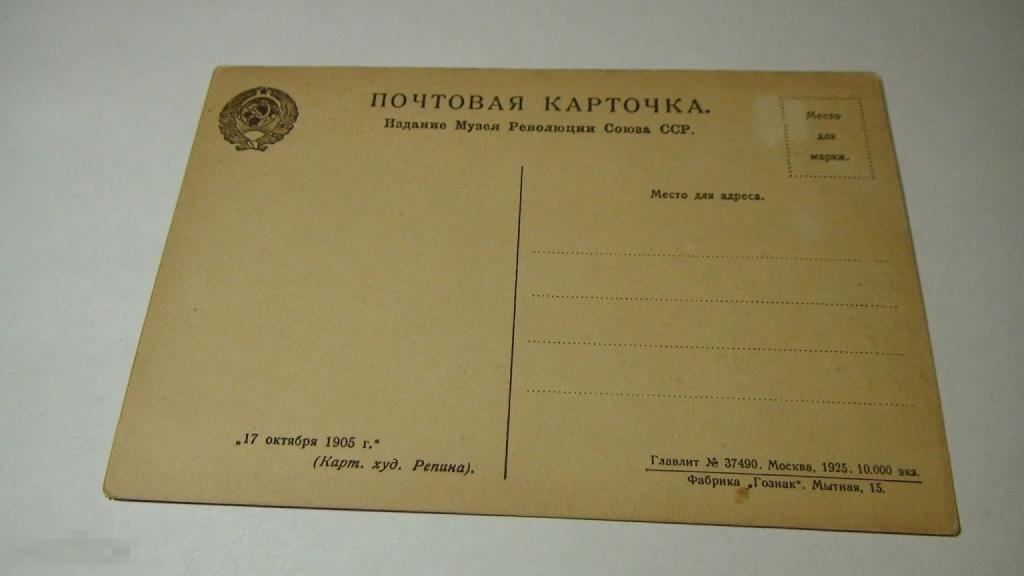 ПОЧТОВАЯ КАРТОЧКА.
Издание Музея Революции Союза ССР.
Место
для
марки.
Место для адреса.
„17 октября 1905 г.“
(Карт. худ. Репина).
Главлит № 37490. Москва, 1925. 10.000 экз.
Фабрика „Гознак“. Мытная, 15.